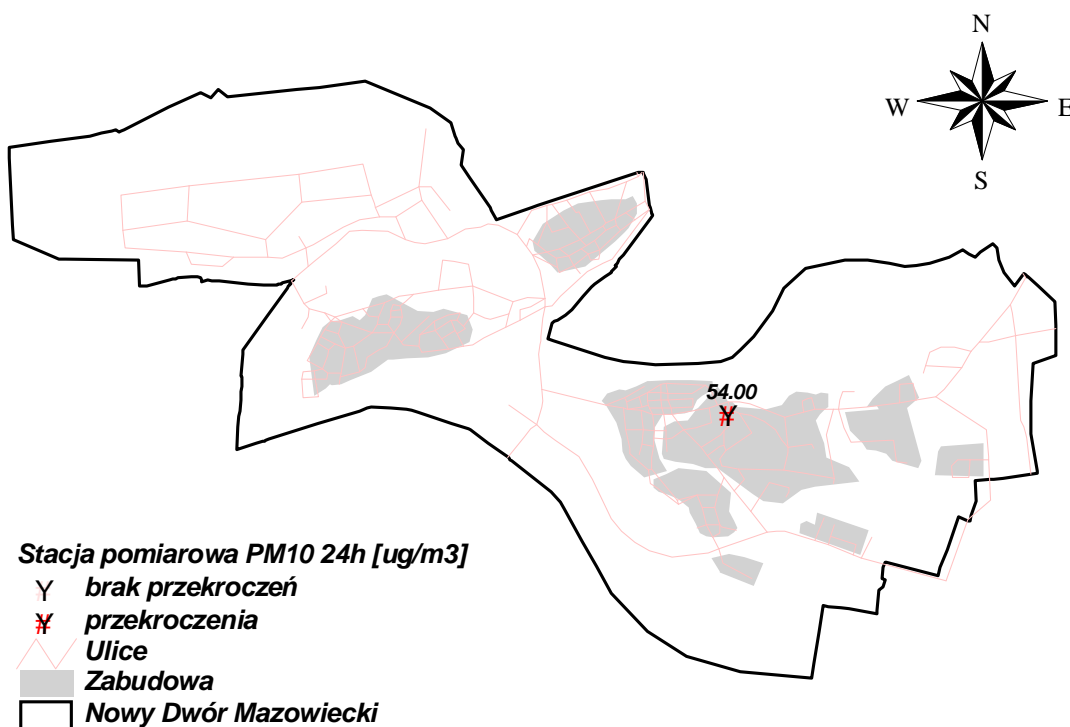 N
W E
S
54.00
Stacja pomiarowa PM10 24h [ug/m3]
brak przekroczeń
przekroczenia
Ulice
Zabudowa
Nowy Dwór Mazowiecki